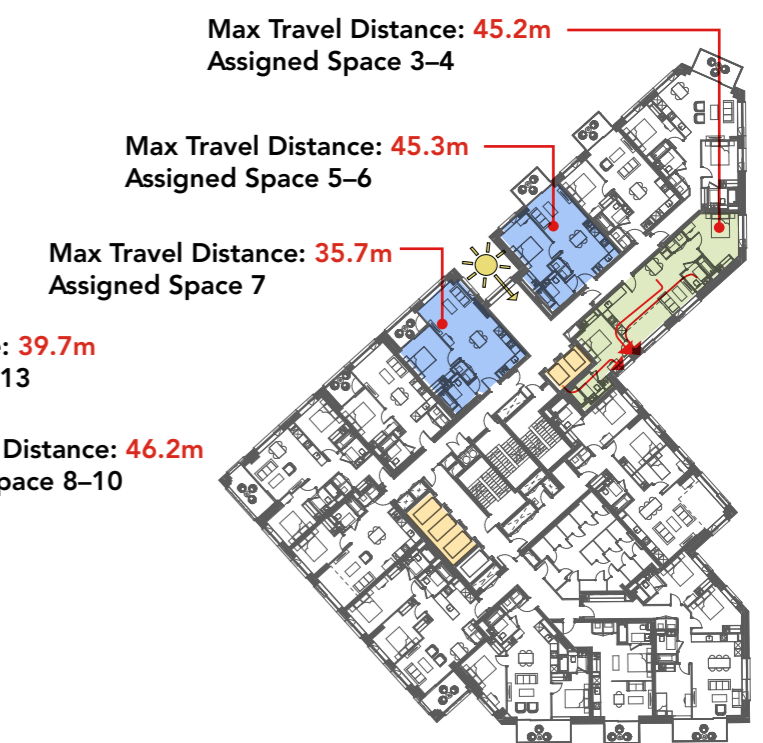 Max Travel Distance: 45.2m
Assigned Space 3–4
Max Travel Distance: 45.3m
Assigned Space 5–6
Max Travel Distance: 35.7m
Assigned Space 7
: 39.7m
13
Distance: 46.2m
pace 8–10